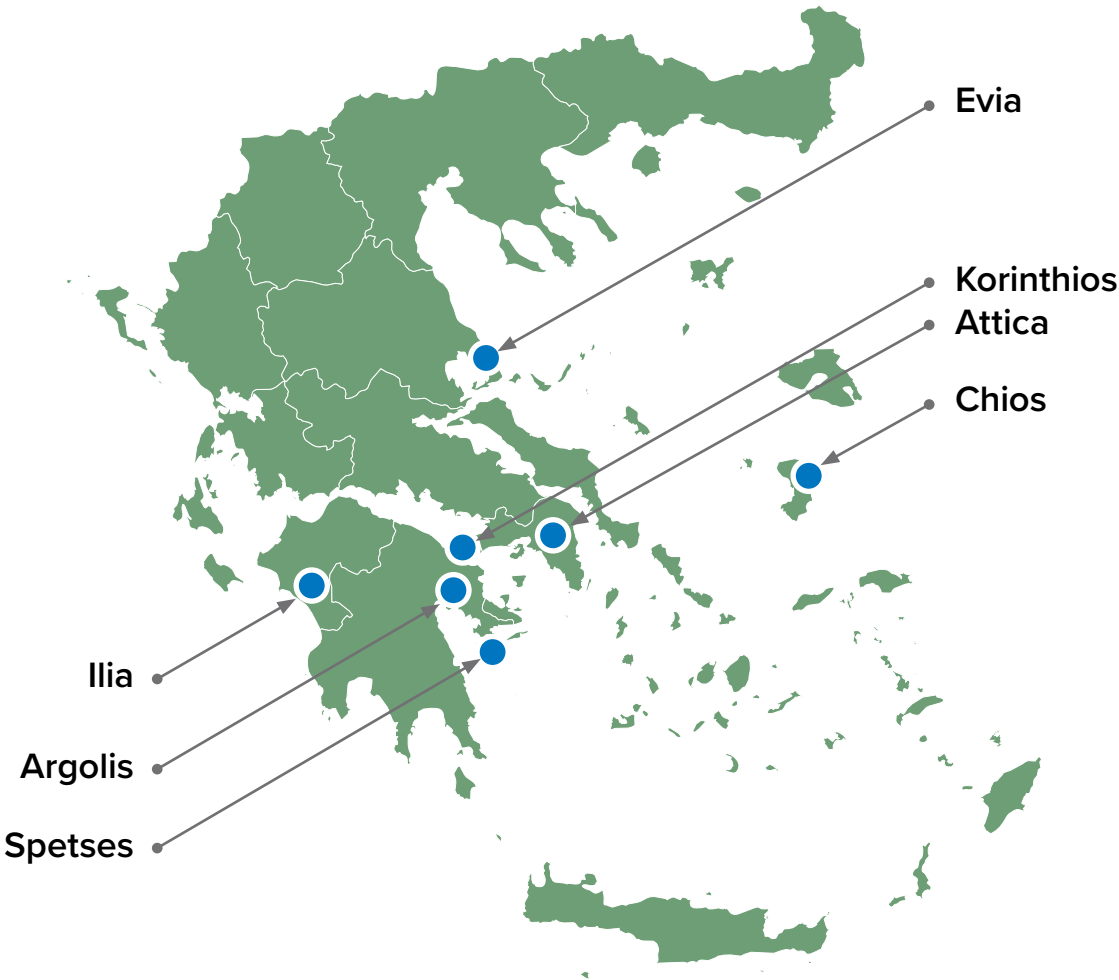 Evia
Korinthios
Attica
Chios
Ilia
Argolis
Spetses